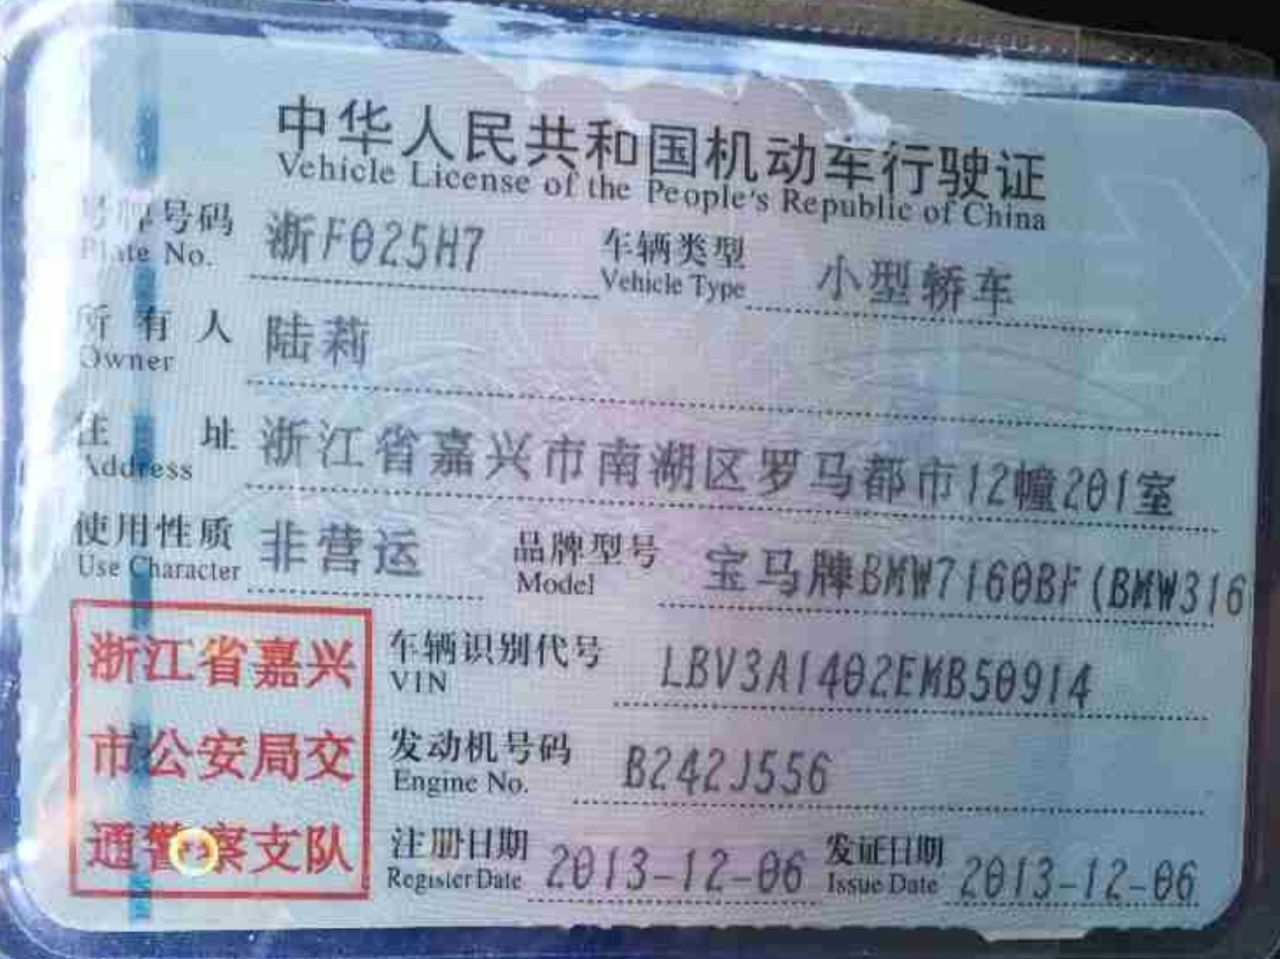 中华人民共和国机动车行驶证
Vehicle License of the People's Republic of China
号牌号码 浙F025H7 车辆类型 小型轿车
Plate No. Vehicle Type
所有人 陆莉
Owner
住址 浙江省嘉兴市南湖区罗马都市12幢201室
Address
使用性质 非营运 品牌型号 宝马牌BMW7160BF(BMW316
Use Character Model
浙江省嘉兴
市公安局交
通警察支队
车辆识别代号 LBV3A1402EMB50914
VIN
发动机号码 B242J556
Engine No.
注册日期 2013-12-06 发证日期 2013-12-06
Register Date Issue Date